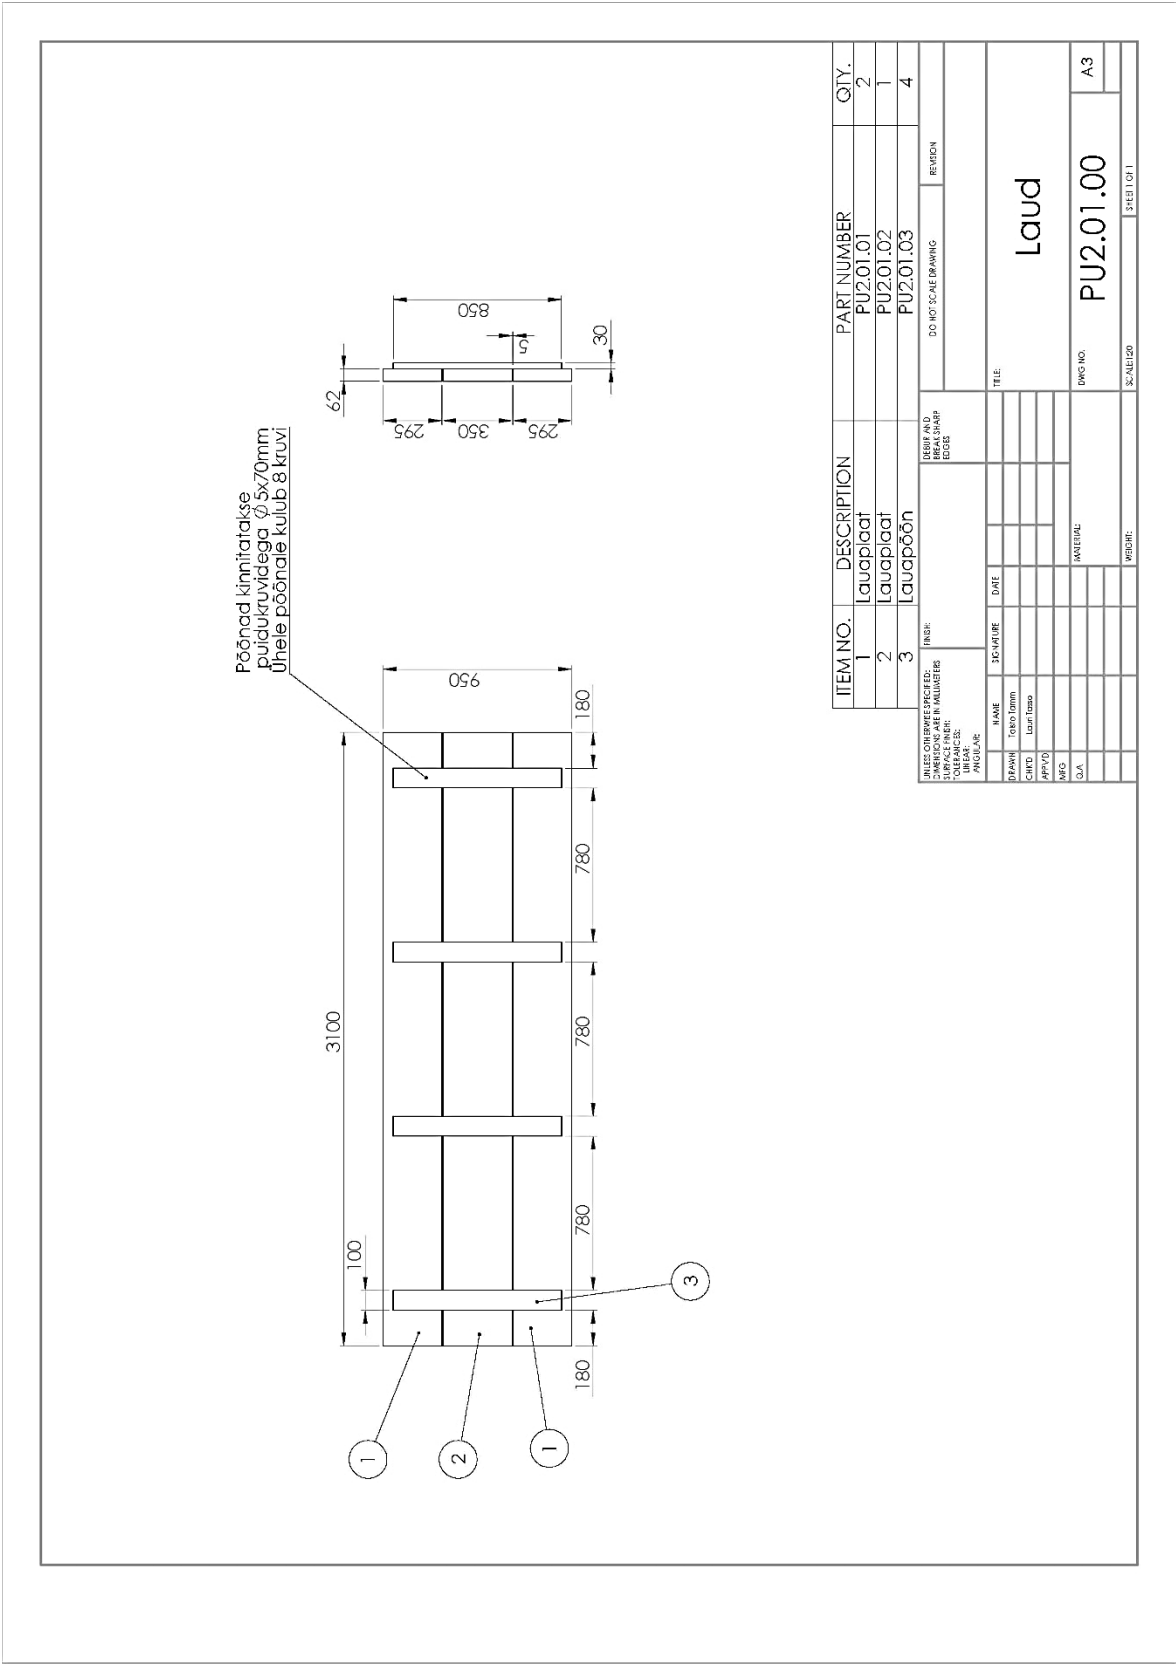 Põõnad kinnitatakse
puidukruvidega ∅ 5x70mm
Ühele põõnale kulub 8 kruvi
3100
100
950
180
780
780
780
180
1
2
1
3
62
295
350
295
850
5
30
ITEM NO. DESCRIPTION PART NUMBER QTY.
1 Lauaplaat PU2.01.01 2
2 Lauaplaat PU2.01.02 1
3 Lauapõõn PU2.01.03 4
UNLESS OTHERWISE SPECIFIED:
DIMENSIONS ARE IN MILLIMETERS
SURFACE FINISH:
TOLERANCES:
LINEAR:
ANGULAR:
FINISH:
DEBUR AND
BREAK SHARP
EDGES
DO NOT SCALE DRAWING
REVISION
NAME SIGNATURE DATE
DRAWN Tamm
CHK'D Lauri Tasso
APPV'D
MFG
Q.A
TITLE:
Laud
MATERIAL:
DWG NO.
PU2.01.00
A3
WEIGHT:
SCALE:1:20
SHEET 1 OF 1